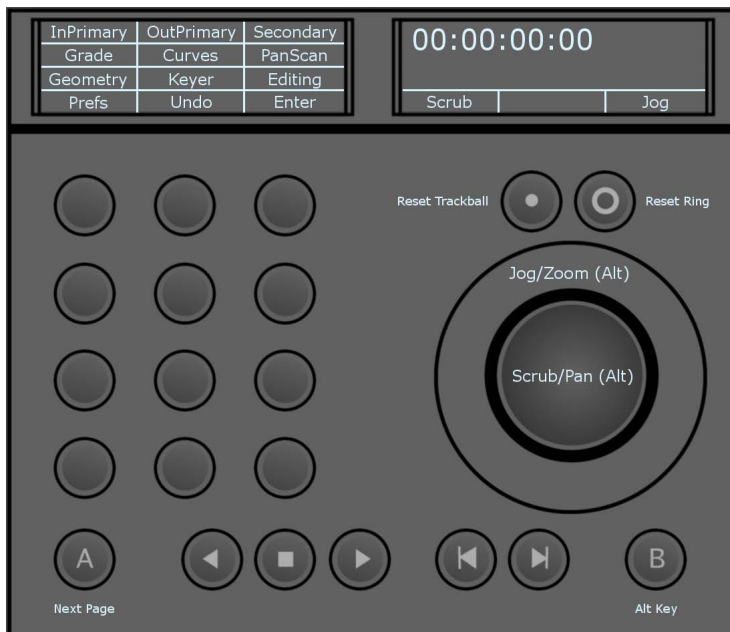 InPrimary OutPrimary Secondary
Grade Curves PanScan
Geometry Keyer Editing
Prefs Undo Enter
00:00:00:00
Scrub Jog
Reset Trackball
Reset Ring
Jog/Zoom (Alt)
Scrub/Pan (Alt)
A
B
Next Page
Alt Key